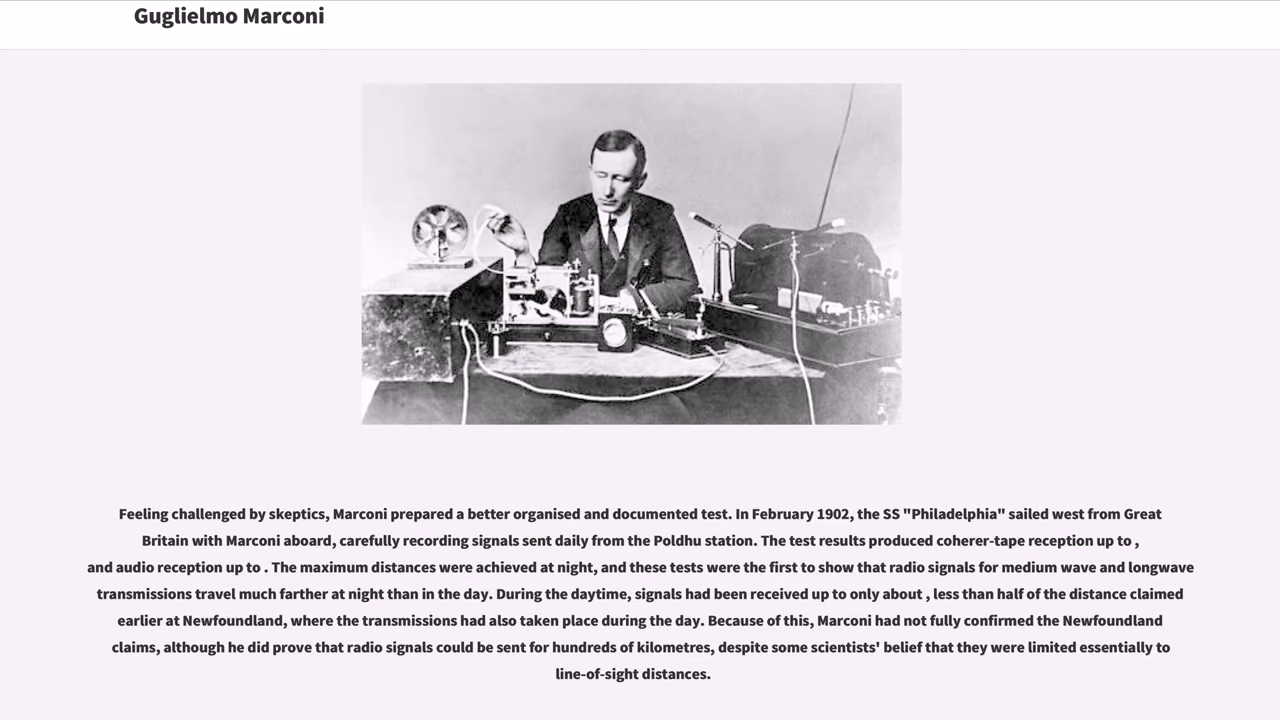 Guglielmo Marconi
Feeling challenged by skeptics, Marconi prepared a better organised and documented test. In February 1902, the SS "Philadelphia" sailed west from Great
Britain with Marconi aboard, carefully recording signals sent daily from the Poldhu station. The test results produced coherer-tape reception up to ,
and audio reception up to . The maximum distances were achieved at night, and these tests were the first to show that radio signals for medium wave and longwave
transmissions travel much farther at night than in the day. During the daytime, signals had been received up to only about , less than half of the distance claimed
earlier at Newfoundland, where the transmissions had also taken place during the day. Because of this, Marconi had not fully confirmed the Newfoundland
claims, although he did prove that radio signals could be sent for hundreds of kilometres, despite some scientists' belief that they were limited essentially to
line-of-sight distances.